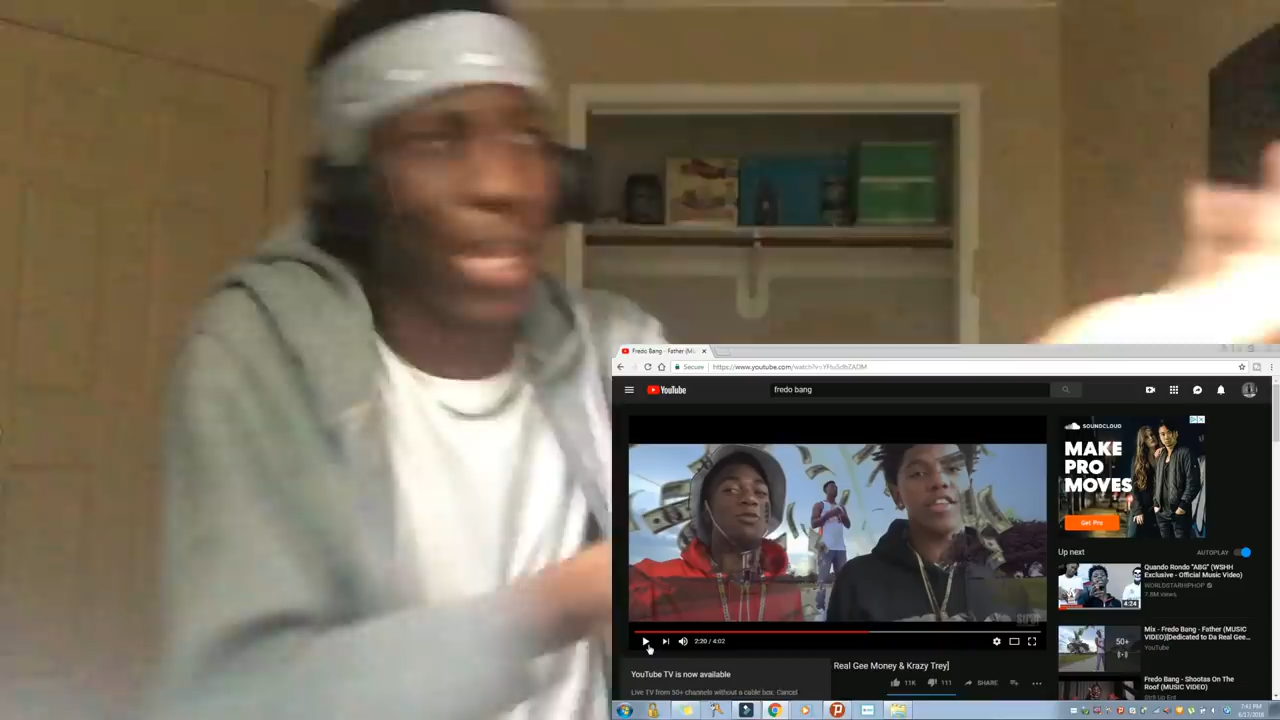 Fredo Bang - Father (Mu
Secure
https://www.youtube.com/watch?v=
YouTube
fredo bang
SOUNDCLOUD
MAKE
PRO
MOVES
Get Pro
Up next
AUTOPLAY
Quando Rondo "ABG" (WSHH
Exclusive - Official Music Video)
WORLDSTARHIPHOP
7.8M views
4:24
2:20 / 4:02
Mix - Fredo Bang - Father (MUSIC
VIDEO)[Dedicated to Da Real Gee...
YouTube
50+
Real Gee Money & Krazy Trey]
YouTube TV is now available
11K
111
SHARE
Fredo Bang - Shootas On The
Roof (MUSIC VIDEO)
Live TV from 50+ channels without a cable box. Cancel
7:41 PM